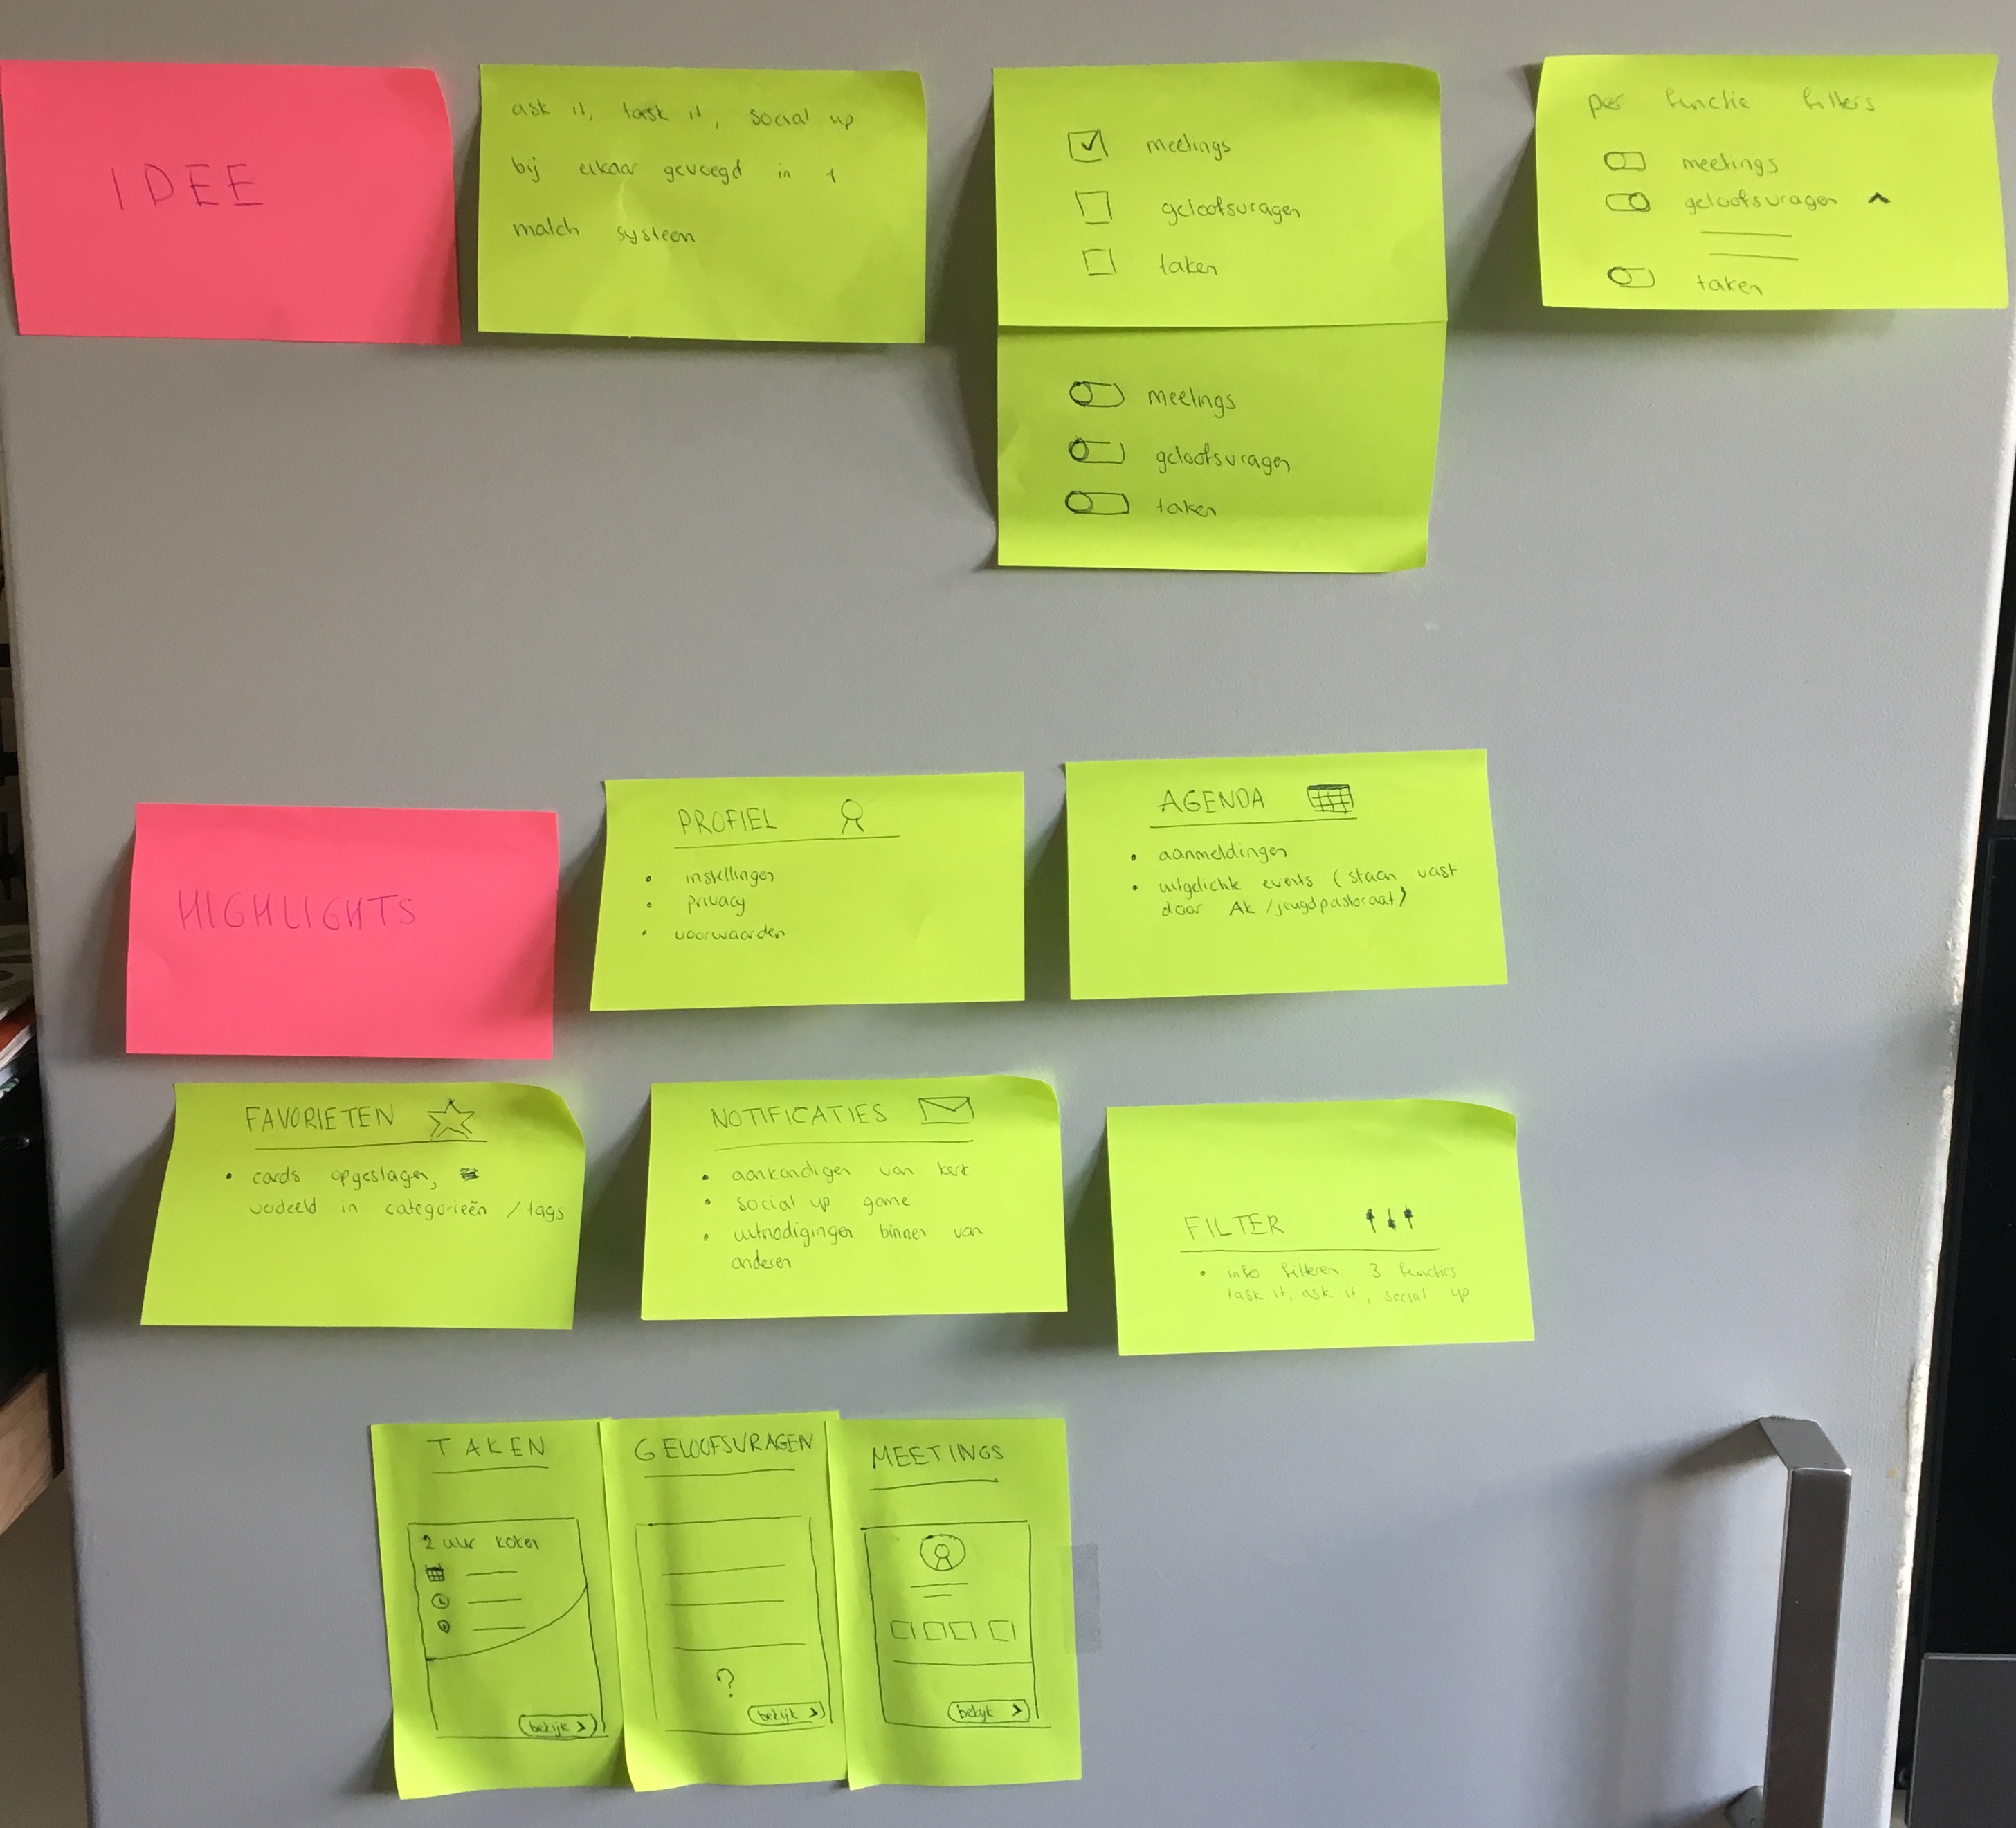 IDEE
ask it, task it, social up
bij elkaar gevoegd in 1
match systeem
meetings
geloofsvragen
taken
meetings
geloofsvragen
taken
per functie filters
meetings
geloofsvragen
taken
HIGHLIGHTS
PROFIEL
• instellingen
• privacy
• voorwaarden
AGENDA
• aanmeldingen
• uitgelichte events (staan vast
door AK/jeugdpastoraat)
FAVORIETEN
• cards opgeslagen,
verdeeld in categorieën / tags
NOTIFICATIES
• aankondigen van kerk
• social up game
• uitnodigingen binnen van
anderen
FILTER
• info filteren 3 functies
task it, ask it, social up
TAKEN
2 uur koken
bekijk >
GELOOFSVRAGEN
?
bekijk >
MEETINGS
bekijk >